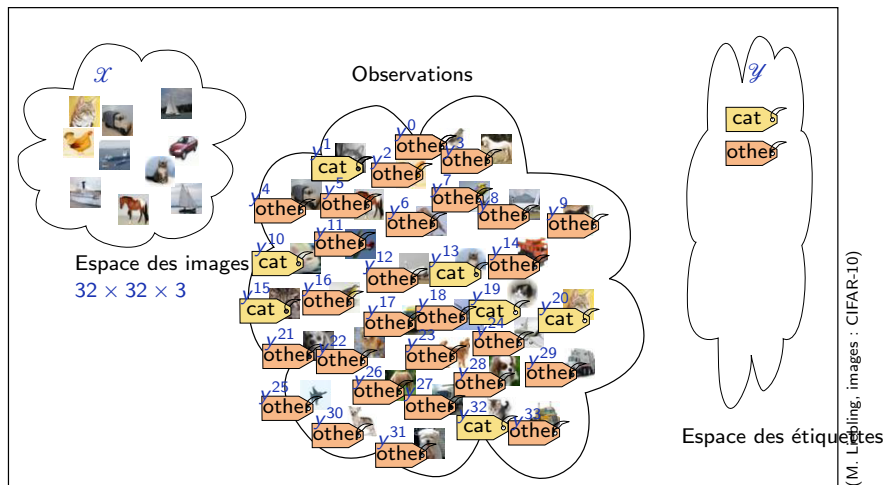 𝒳
Observations
𝒴
cat
other
Espace des images
32 × 32 × 3
y⁰
other
y¹
cat
y²
other
y³
other
y⁴
other
y⁵
other
y⁶
other
y⁷
other
y⁸
other
y⁹
other
y¹⁰
cat
y¹¹
other
y¹²
other
y¹³
cat
y¹⁴
other
y¹⁵
cat
y¹⁶
other
y¹⁷
other
y¹⁸
other
y¹⁹
cat
y²⁰
cat
y²¹
other
y²²
other
y²³
other
y²⁴
other
y²⁵
other
y²⁶
other
y²⁷
other
y²⁸
other
y²⁹
other
y³⁰
other
y³¹
other
y³²
cat
y³³
other
Espace des étiquettes
(M. Liebling, images : CIFAR-10)